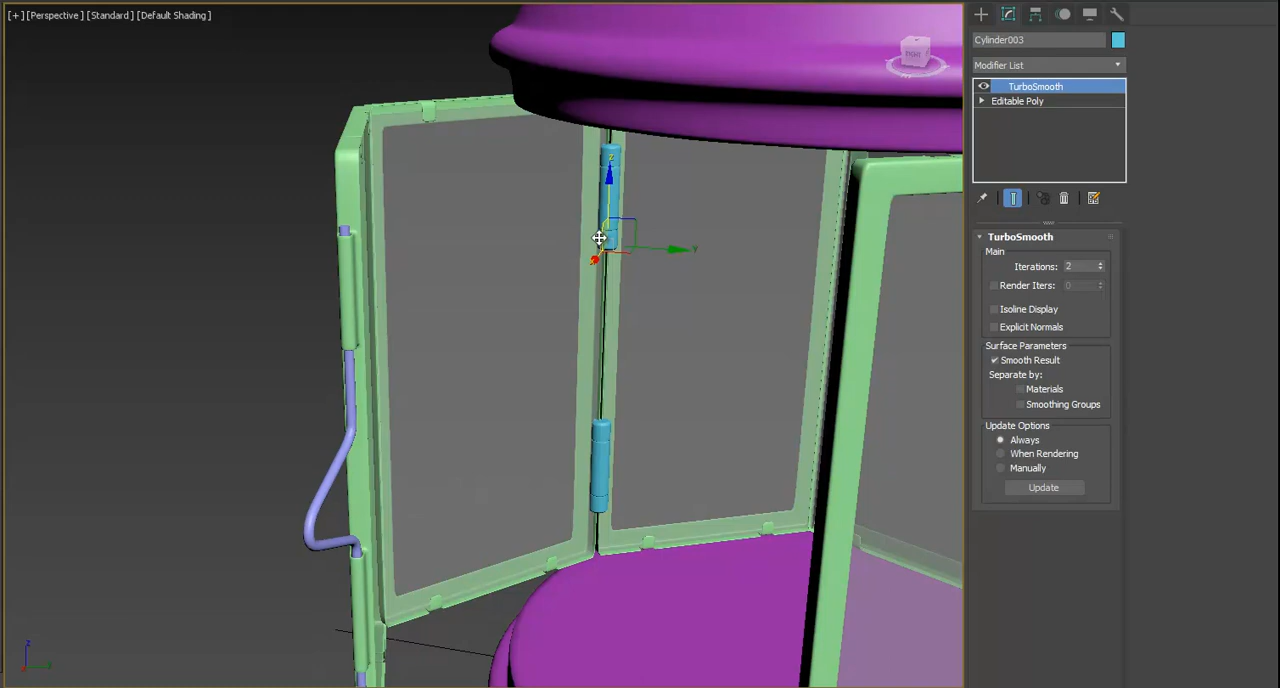 [+] [Perspective] [Standard] [Default Shading]
Cylinder003
Modifier List
TurboSmooth
Editable Poly
TurboSmooth
Main
Iterations: 2
Render Iters: 0
Isoline Display
Explicit Normals
Surface Parameters
Smooth Result
Separate by:
Materials
Smoothing Groups
Update Options
Always
When Rendering
Manually
Update
z
Y
z